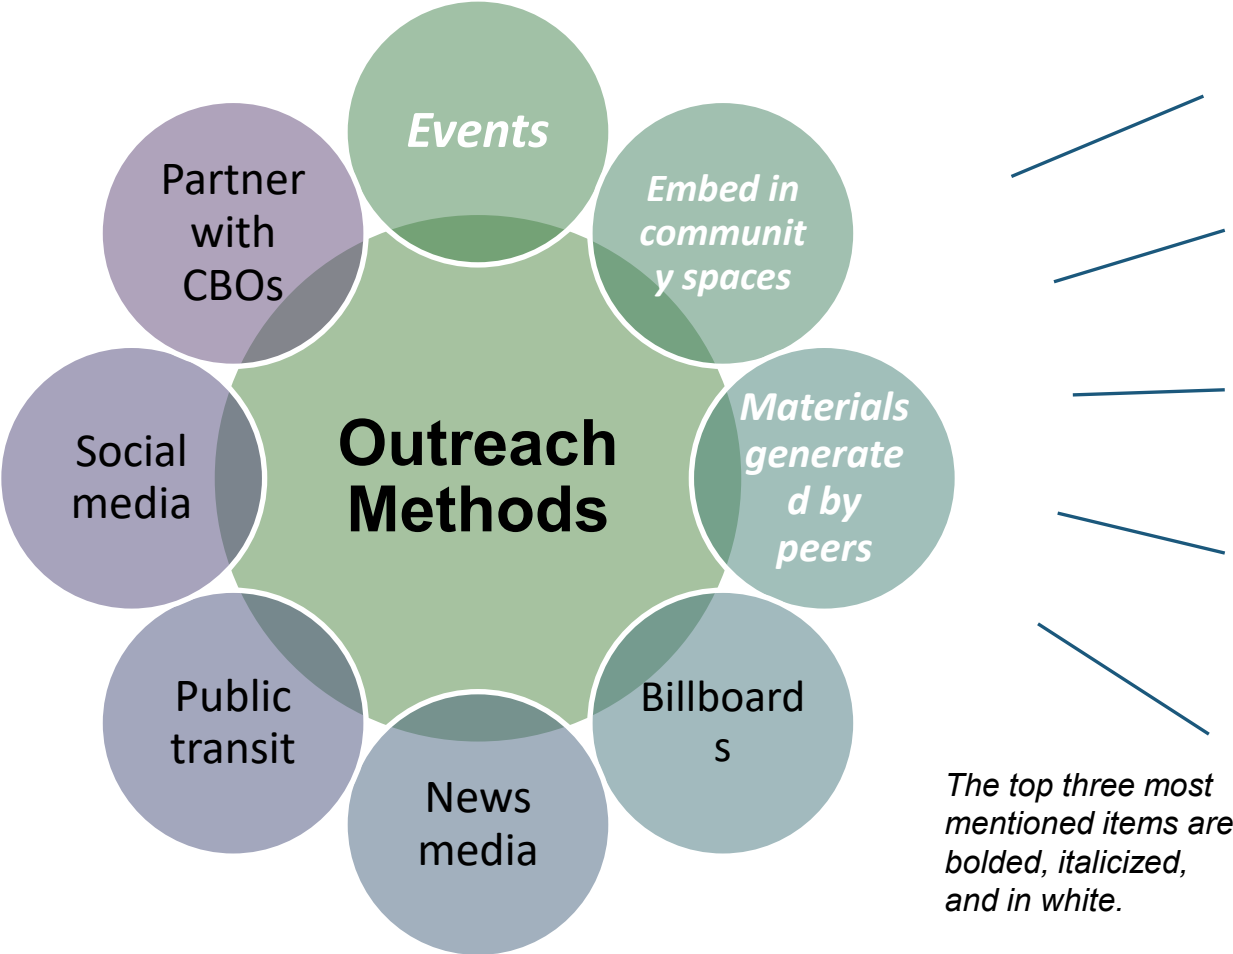 Events
Embed in
communit
y spaces
Materials
generate
d by
peers
Billboard
s
News
media
Public
transit
Social
media
Partner
with
CBOs
Outreach
Methods
The top three most
mentioned items are
bolded, italicized,
and in white.